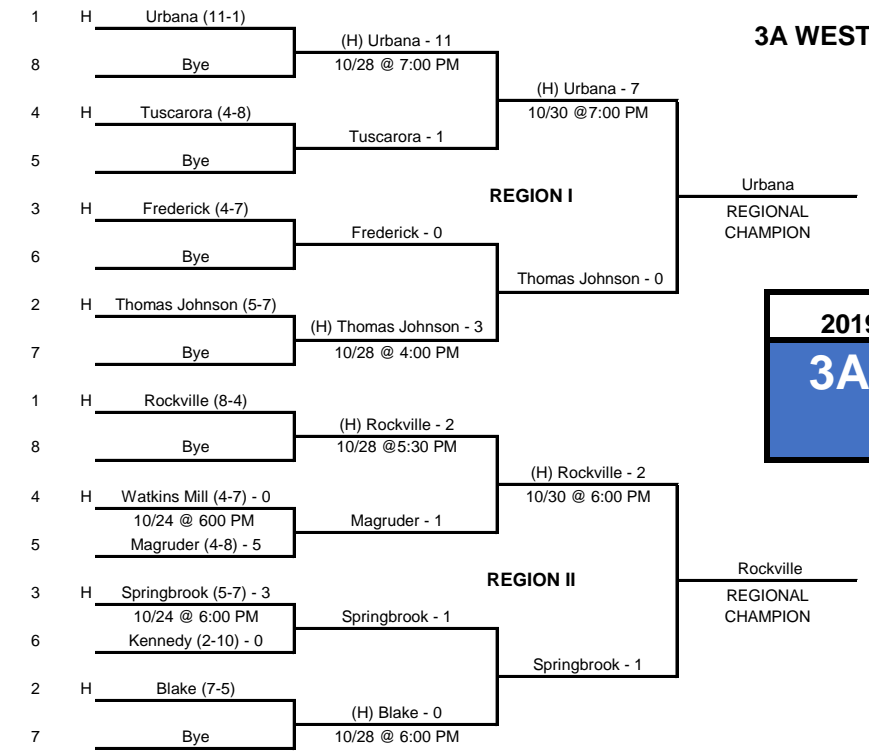 3A WEST
1 H Urbana (11-1)
(H) Urbana - 11
8 Bye
10/28 @ 7:00 PM
(H) Urbana - 7
10/30 @7:00 PM
4 H Tuscarora (4-8)
Tuscarora - 1
5 Bye
REGION I
Urbana
REGIONAL
CHAMPION
3 H Frederick (4-7)
Frederick - 0
6 Bye
Thomas Johnson - 0
2 H Thomas Johnson (5-7)
(H) Thomas Johnson - 3
7 Bye
10/28 @ 4:00 PM
2019
3A
1 H Rockville (8-4)
(H) Rockville - 2
8 Bye
10/28 @5:30 PM
(H) Rockville - 2
10/30 @ 6:00 PM
4 H Watkins Mill (4-7) - 0
10/24 @ 600 PM
Magruder - 1
5 Magruder (4-8) - 5
REGION II
Rockville
REGIONAL
CHAMPION
3 H Springbrook (5-7) - 3
10/24 @ 6:00 PM
Springbrook - 1
6 Kennedy (2-10) - 0
Springbrook - 1
2 H Blake (7-5)
(H) Blake - 0
7 Bye
10/28 @ 6:00 PM